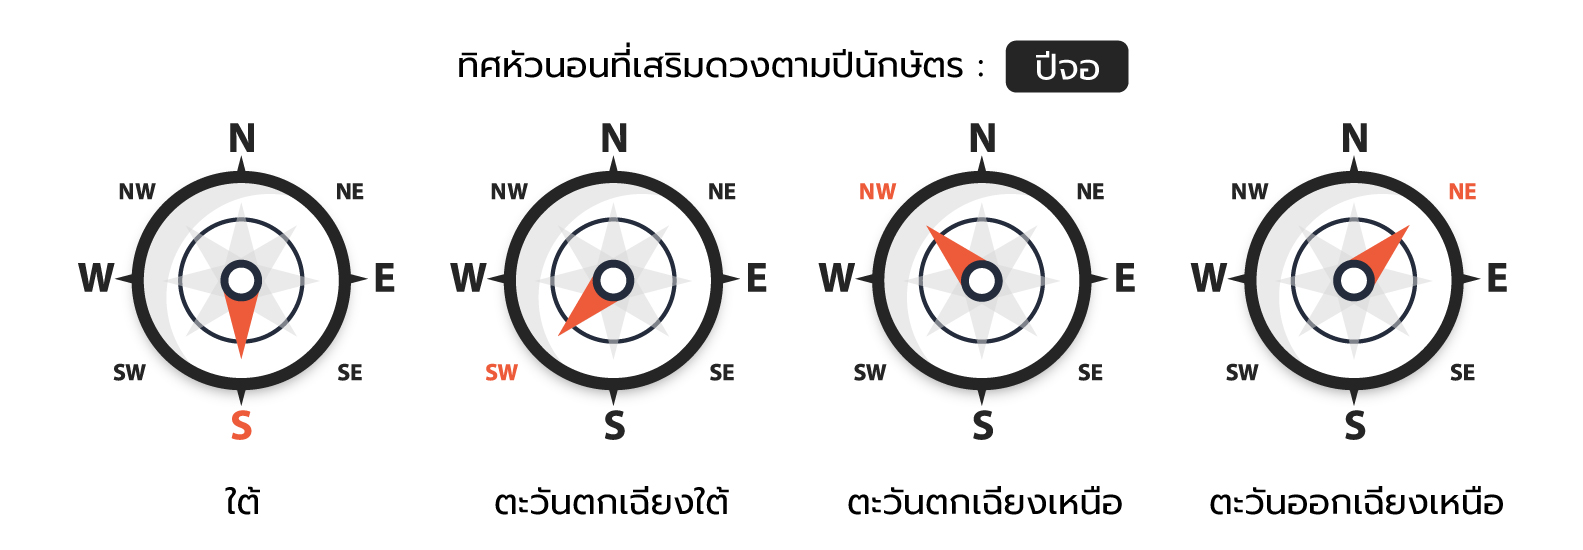 ทิศหัวนอนที่เสริมดวงตามปีนักษัตร : ปีจอ
N N N N
NW NE NW NE NW NE NW NE
W E W E W E W E
SW SE SW SE SW SE SW SE
S S S S
ใต้ ตะวันตกเฉียงใต้ ตะวันตกเฉียงเหนือ ตะวันออกเฉียงเหนือ